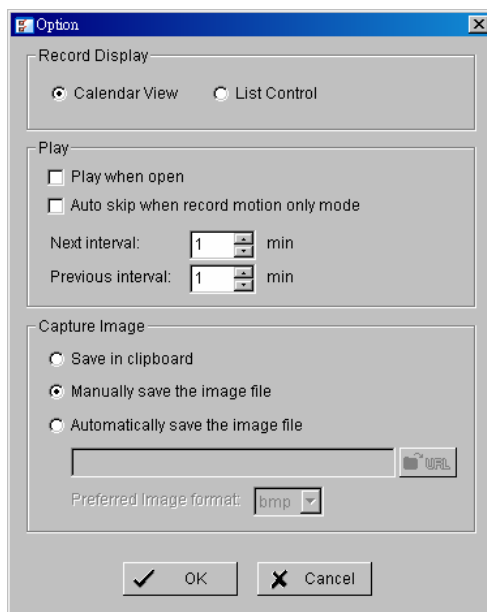 Option
Record Display
Calendar View List Control
Play
Play when open
Auto skip when record motion only mode
Next interval: 1 min
Previous interval: 1 min
Capture Image
Save in clipboard
Manually save the image file
Automatically save the image file
URL
Preferred Image format: bmp
OK Cancel